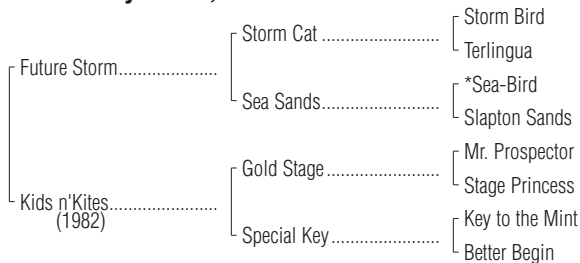 Storm Bird
Storm Cat ..............................
Terlingua
Future Storm.........................
*Sea-Bird
Sea Sands..............................
Slapton Sands
Mr. Prospector
Gold Stage .............................
Stage Princess
Kids n'Kites...........................
(1982)
Key to the Mint
Special Key............................
Better Begin